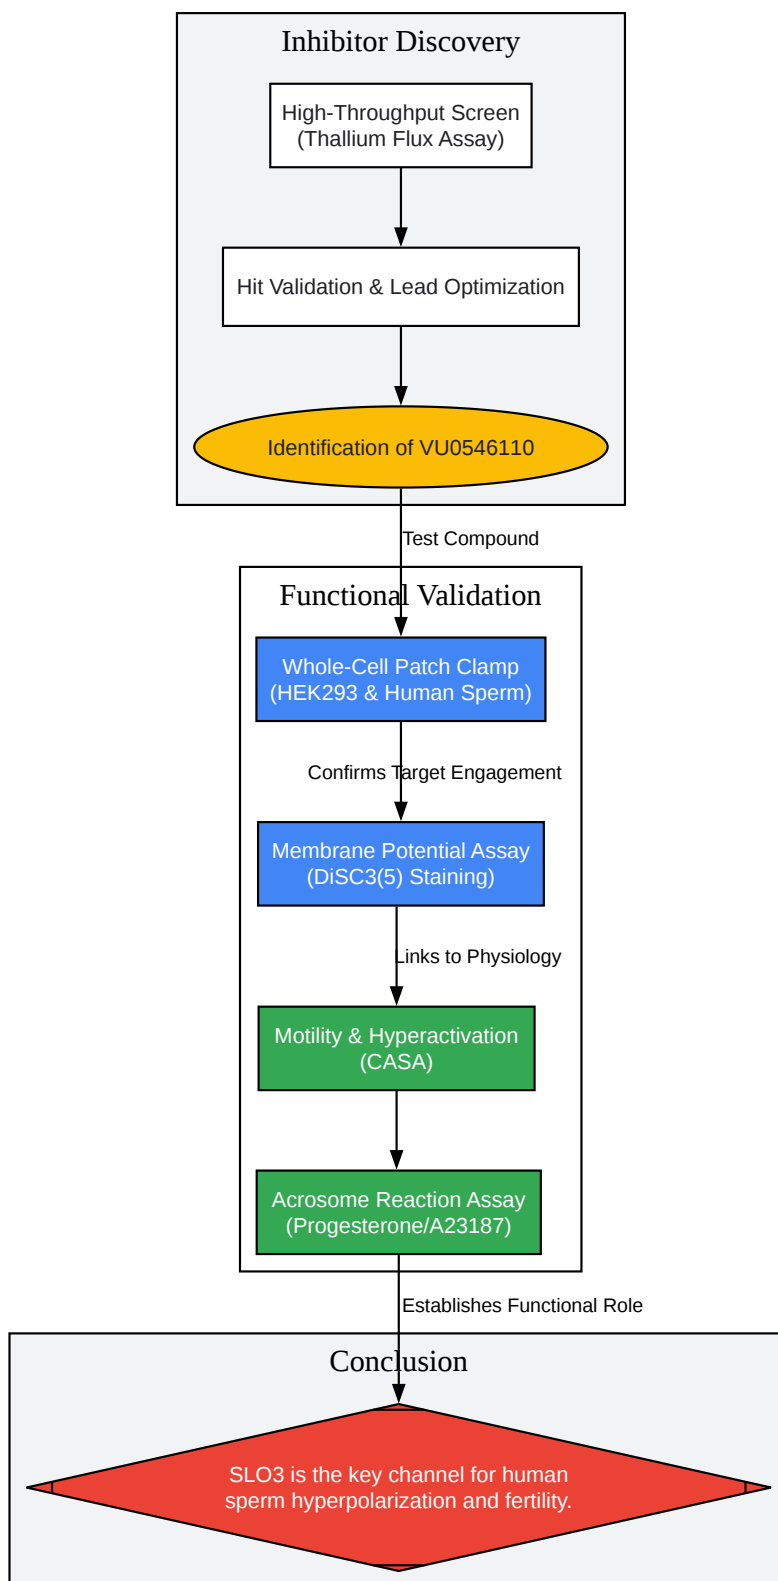 Inhibitor Discovery
High-Throughput Screen
(Thallium Flux Assay)
Hit Validation & Lead Optimization
Identification of VU0546110
Test Compound
Functional Validation
Whole-Cell Patch Clamp
(HEK293 & Human Sperm)
Confirms Target Engagement
Membrane Potential Assay
(DiSC3(5) Staining)
Links to Physiology
Motility & Hyperactivation
(CASA)
Acrosome Reaction Assay
(Progesterone/A23187)
Establishes Functional Role
Conclusion
SLO3 is the key channel for human
sperm hyperpolarization and fertility.